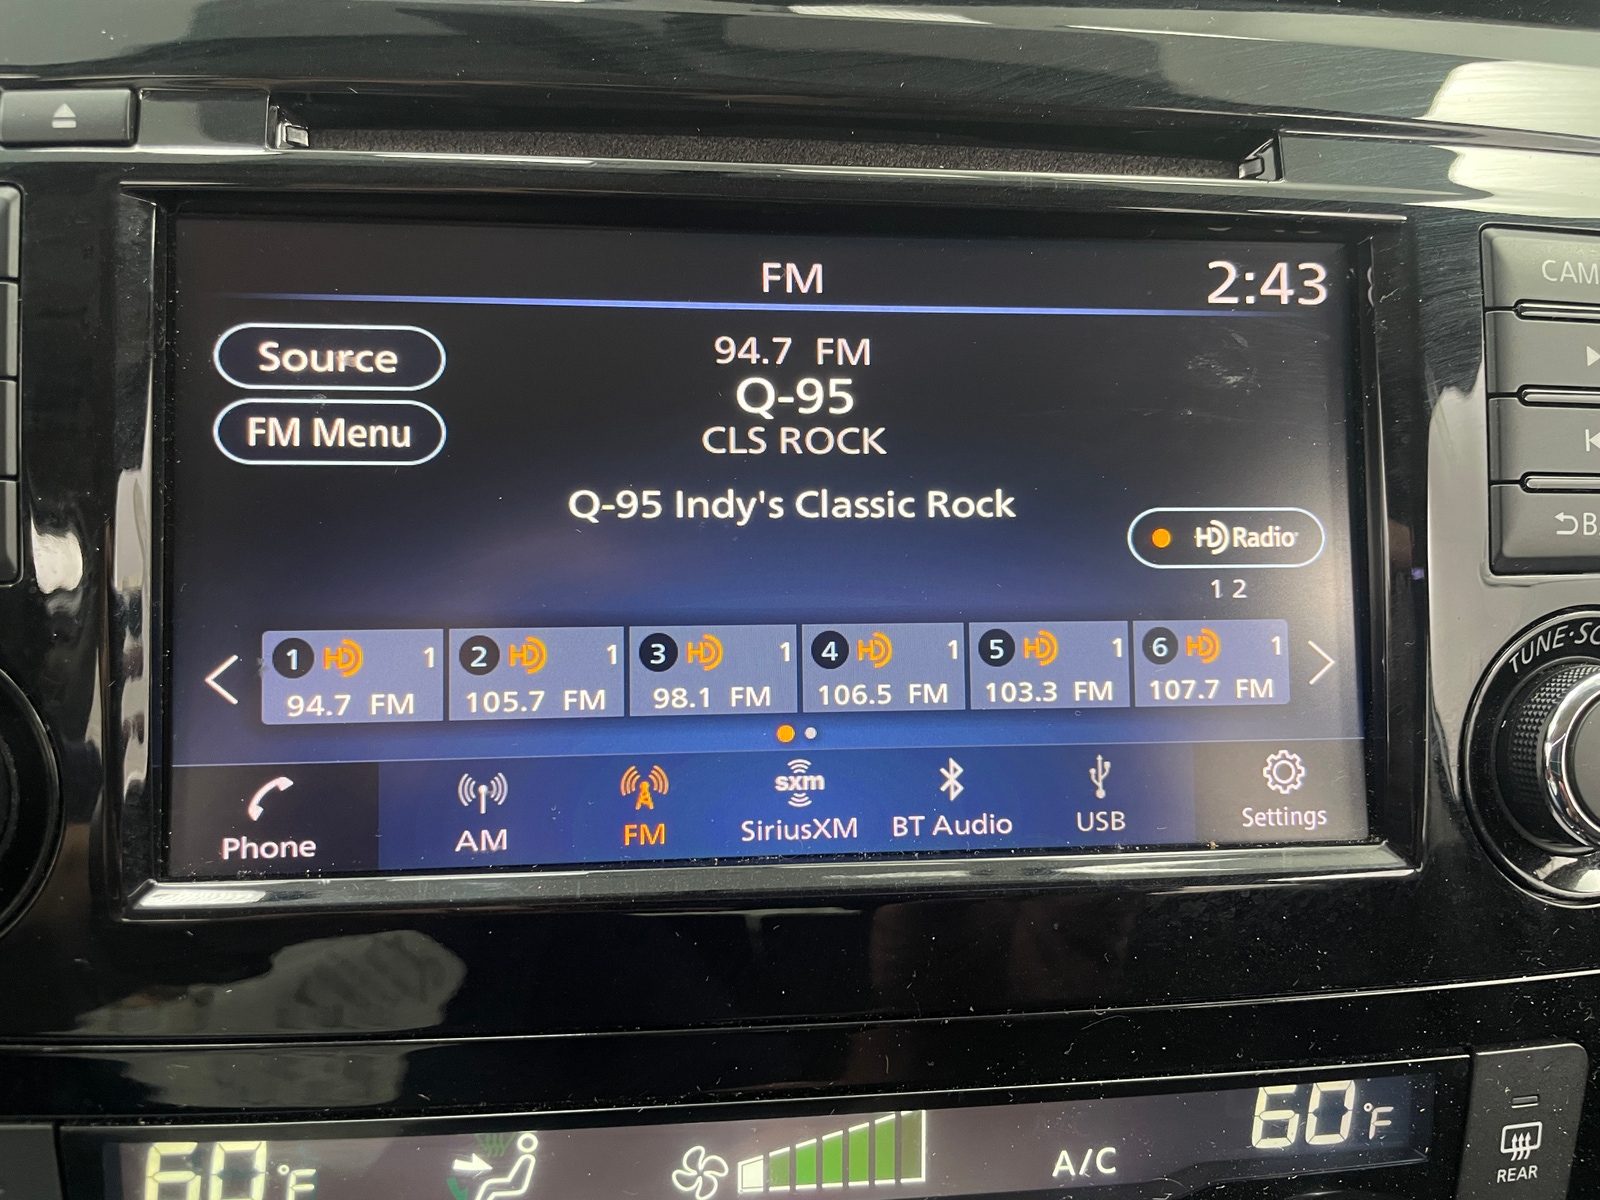 FM
2:43
Source
94.7 FM
Q-95
CLS ROCK
FM Menu
Q-95 Indy's Classic Rock
HD Radio
1 2
1 HD 1
94.7 FM
2 HD 1
105.7 FM
3 HD 1
98.1 FM
4 HD 1
106.5 FM
5 HD 1
103.3 FM
6 HD 1
107.7 FM
Phone
AM
FM
sxm
SiriusXM
BT Audio
USB
Settings
CAM
B
TUNE·SC
60°F
A/C
60°F
REAR